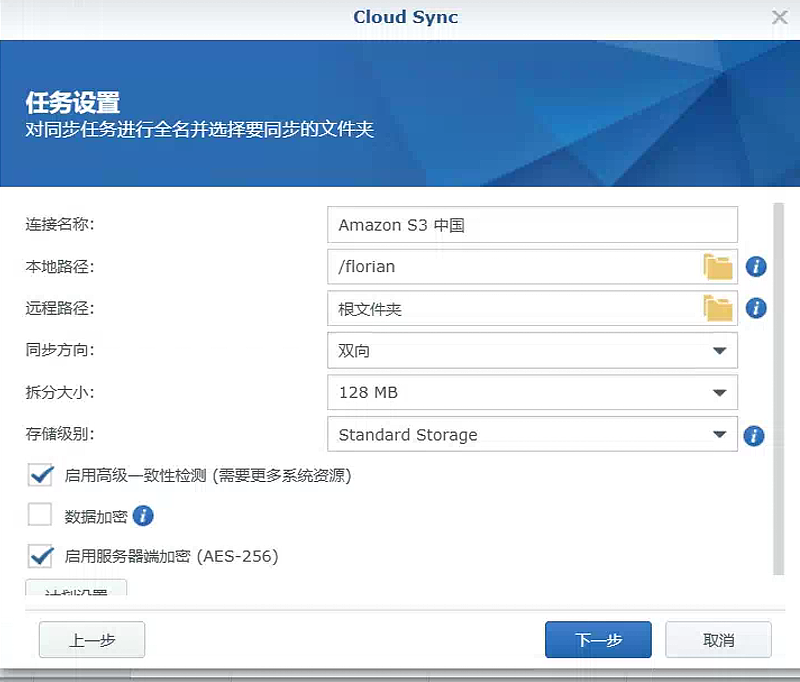 Cloud Sync
任务设置
对同步任务进行全名并选择要同步的文件夹
连接名称:
Amazon S3 中国
本地路径:
/florian
远程路径:
根文件夹
同步方向:
双向
拆分大小:
128 MB
存储级别:
Standard Storage
启用高级一致性检测 (需要更多系统资源)
数据加密
启用服务器端加密 (AES-256)
计划设置
上一步
下一步
取消